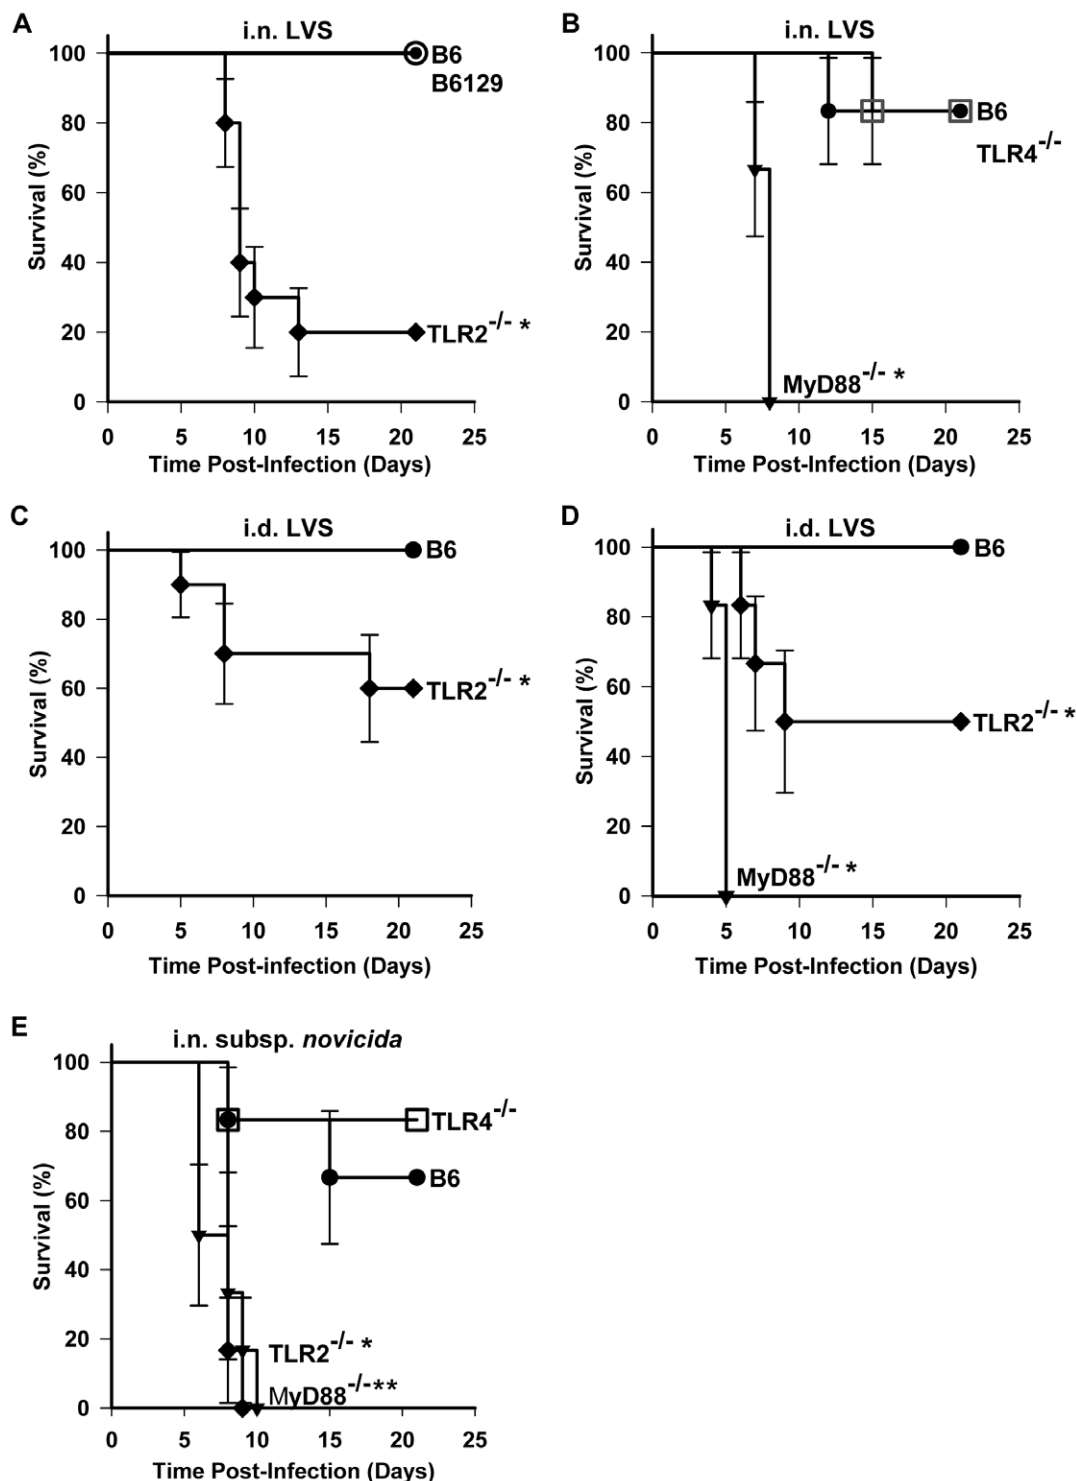 A
i.n. LVS
100
80
60
40
20
0
Survival (%)
B6
B6129
TLR2-/- *
0 5 10 15 20 25
Time Post-Infection (Days)
B
i.n. LVS
100
80
60
40
20
0
Survival (%)
B6
TLR4-/-
MyD88-/- *
0 5 10 15 20 25
Time Post-Infection (Days)
C
i.d. LVS
100
80
60
40
20
0
Survival (%)
B6
TLR2-/- *
0 5 10 15 20 25
Time Post-infection (Days)
D
i.d. LVS
100
80
60
40
20
0
Survival (%)
B6
TLR2-/- *
MyD88-/- *
0 5 10 15 20 25
Time Post-Infection (Days)
E
i.n. subsp. novicida
100
80
60
40
20
0
Survival (%)
TLR4-/-
B6
TLR2-/- *
MyD88-/-**
0 5 10 15 20 25
Time Post-Infection (Days)